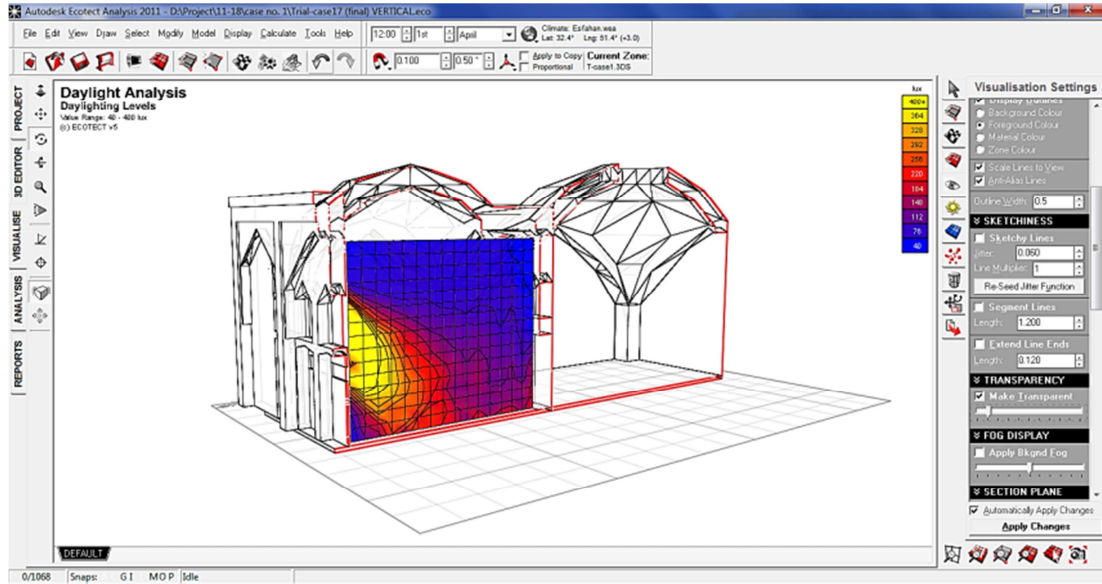 Autodesk Ecotect Analysis 2011 - D:\Project\11-18\case no. 1\Trial-case17 (final) VERTICAL.eco
File Edit View Draw Select Modify Model Display Calculate Tools Help
12:00 1st April
Climate: Esfahan.wea
Lat: 32.4° Lng: 51.4° (+3.0)
0.100 0.50°
Apply to Copy
Proportional
Current Zone:
T-case1.3DS
PROJECT
3D EDITOR
VISUALISE
ANALYSIS
REPORTS
Daylight Analysis
Daylighting Levels
Value Range: 40 - 400 lux
(c) ECOTECT v5
lux
400+
364
328
292
256
220
184
148
112
76
40
Visualisation Settings
Display Outlines
Background Colour
Foreground Colour
Material Colour
Zone Colour
Scale Lines to View
Anti-Alias Lines
Outline Width: 0.5
SKETCHINESS
Sketchy Lines
Jitter: 0.060
Line Multiplier: 1
Re-Seed Jitter Function
Segment Lines
Length: 1.200
Extend Line Ends
Length: 0.120
TRANSPARENCY
Make Transparent
FOG DISPLAY
Apply Bkgnd Fog
SECTION PLANE
Automatically Apply Changes
Apply Changes
DEFAULT
0/1068 Snaps: G I M O P Idle